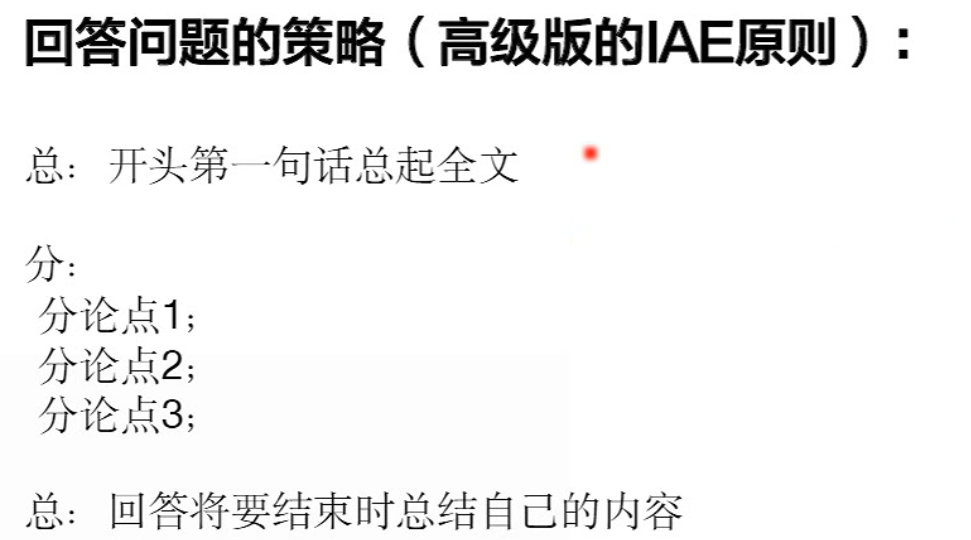 回答问题的策略（高级版的IAE原则）：
总：开头第一句话总起全文
分：
分论点1；
分论点2；
分论点3；
总：回答将要结束时总结自己的内容